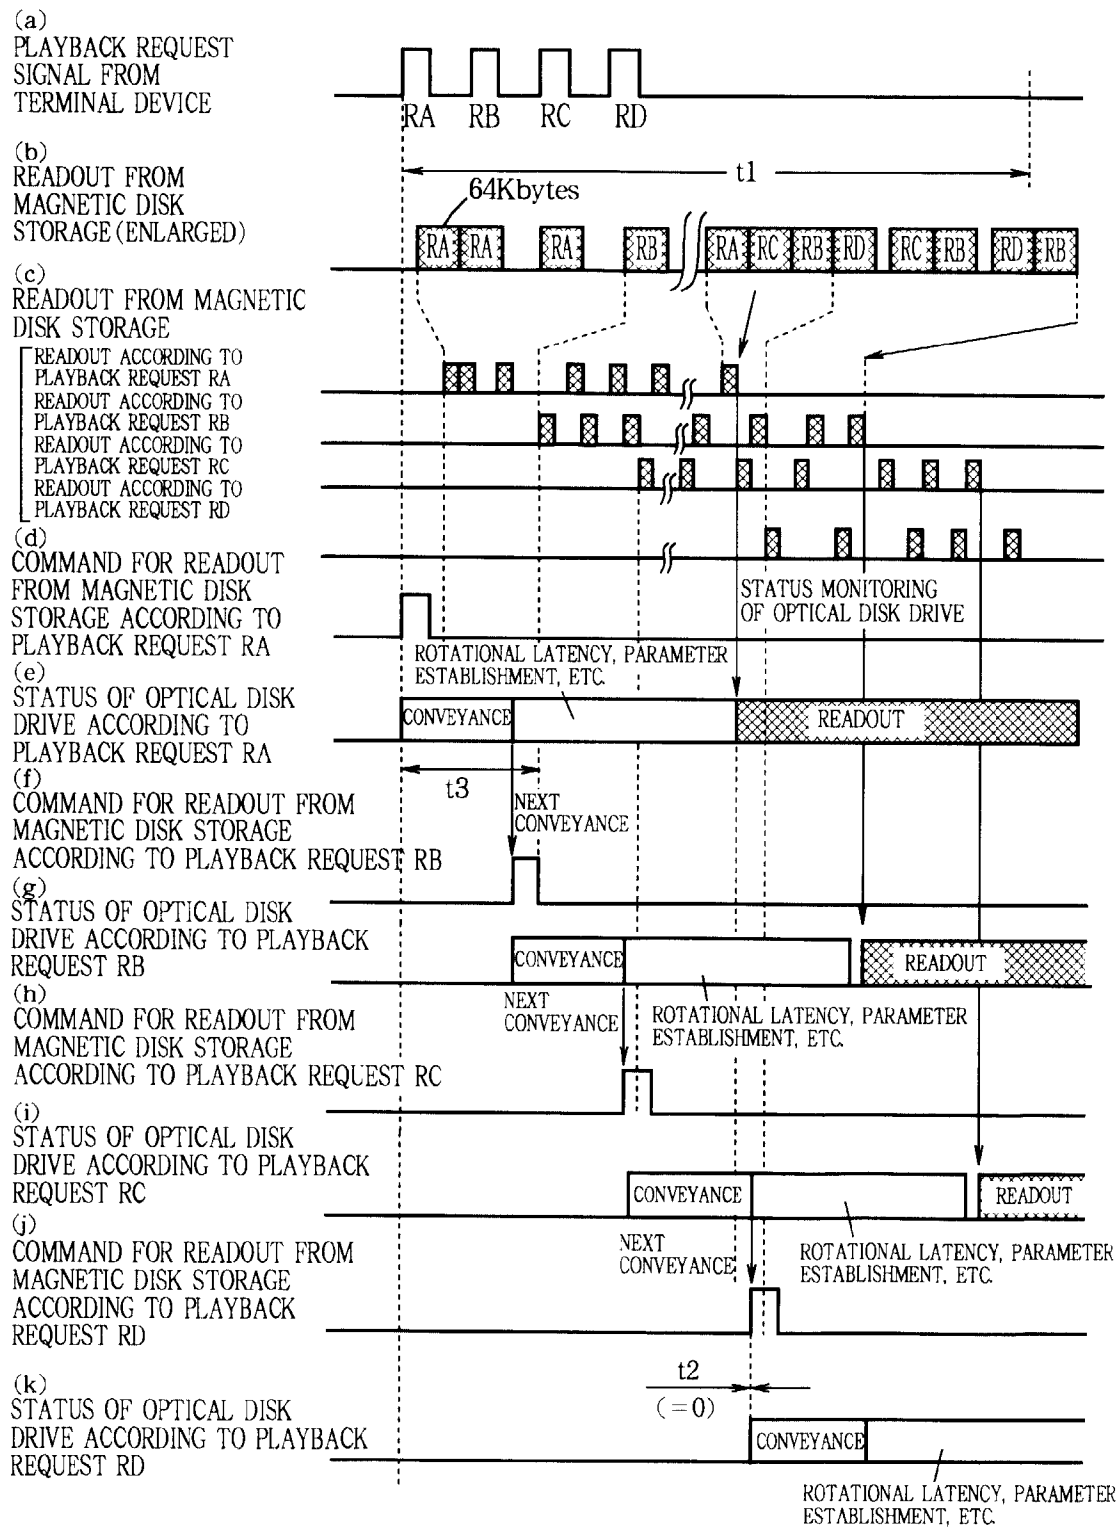 (a)
PLAYBACK REQUEST
SIGNAL FROM
TERMINAL DEVICE
RA RB RC RD
(b)
READOUT FROM
MAGNETIC DISK
STORAGE(ENLARGED)
t1
64Kbytes
RA RA RA RB RA RC RB RD RC RB RD RB
(c)
READOUT FROM MAGNETIC
DISK STORAGE
READOUT ACCORDING TO
PLAYBACK REQUEST RA
READOUT ACCORDING TO
PLAYBACK REQUEST RB
READOUT ACCORDING TO
PLAYBACK REQUEST RC
READOUT ACCORDING TO
PLAYBACK REQUEST RD
(d)
COMMAND FOR READOUT
FROM MAGNETIC DISK
STORAGE ACCORDING TO
PLAYBACK REQUEST RA
STATUS MONITORING
OF OPTICAL DISK DRIVE
ROTATIONAL LATENCY, PARAMETER
ESTABLISHMENT, ETC.
(e)
STATUS OF OPTICAL DISK
DRIVE ACCORDING TO
PLAYBACK REQUEST RA
CONVEYANCE
READOUT
t3
(f)
COMMAND FOR READOUT FROM
MAGNETIC DISK STORAGE
ACCORDING TO PLAYBACK REQUEST RB
NEXT
CONVEYANCE
(g)
STATUS OF OPTICAL DISK
DRIVE ACCORDING TO PLAYBACK
REQUEST RB
CONVEYANCE
READOUT
(h)
COMMAND FOR READOUT FROM
MAGNETIC DISK STORAGE
ACCORDING TO PLAYBACK REQUEST RC
NEXT
CONVEYANCE
ROTATIONAL LATENCY, PARAMETER
ESTABLISHMENT, ETC.
(i)
STATUS OF OPTICAL DISK
DRIVE ACCORDING TO PLAYBACK
REQUEST RC
CONVEYANCE
READOUT
(j)
COMMAND FOR READOUT FROM
MAGNETIC DISK STORAGE
ACCORDING TO PLAYBACK
REQUEST RD
NEXT
CONVEYANCE
ROTATIONAL LATENCY, PARAMETER
ESTABLISHMENT, ETC.
t2
(=0)
(k)
STATUS OF OPTICAL DISK
DRIVE ACCORDING TO PLAYBACK
REQUEST RD
CONVEYANCE
ROTATIONAL LATENCY, PARAMETER
ESTABLISHMENT, ETC.